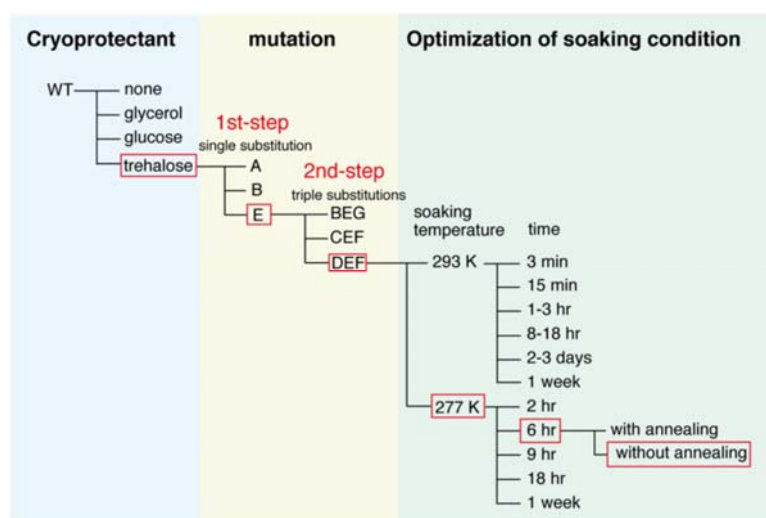 Cryoprotectant mutation Optimization of soaking condition
WT none
glycerol
glucose
trehalose
1st-step
single substitution
A
B
E
2nd-step
triple substitutions
BEG
CEF
DEF
soaking
temperature time
293 K 3 min
15 min
1-3 hr
8-18 hr
2-3 days
1 week
277 K 2 hr
6 hr with annealing
9 hr without annealing
18 hr
1 week